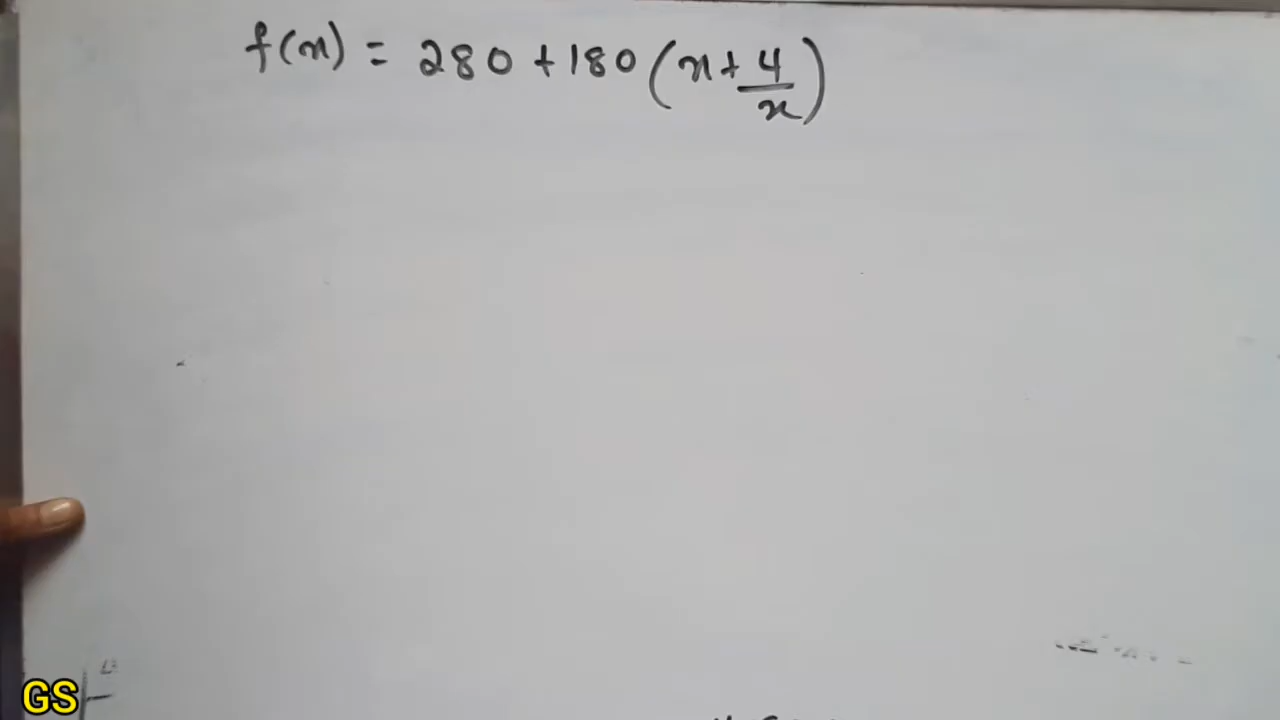 f(x) = 280 + 180 (x + 4/x)
GS